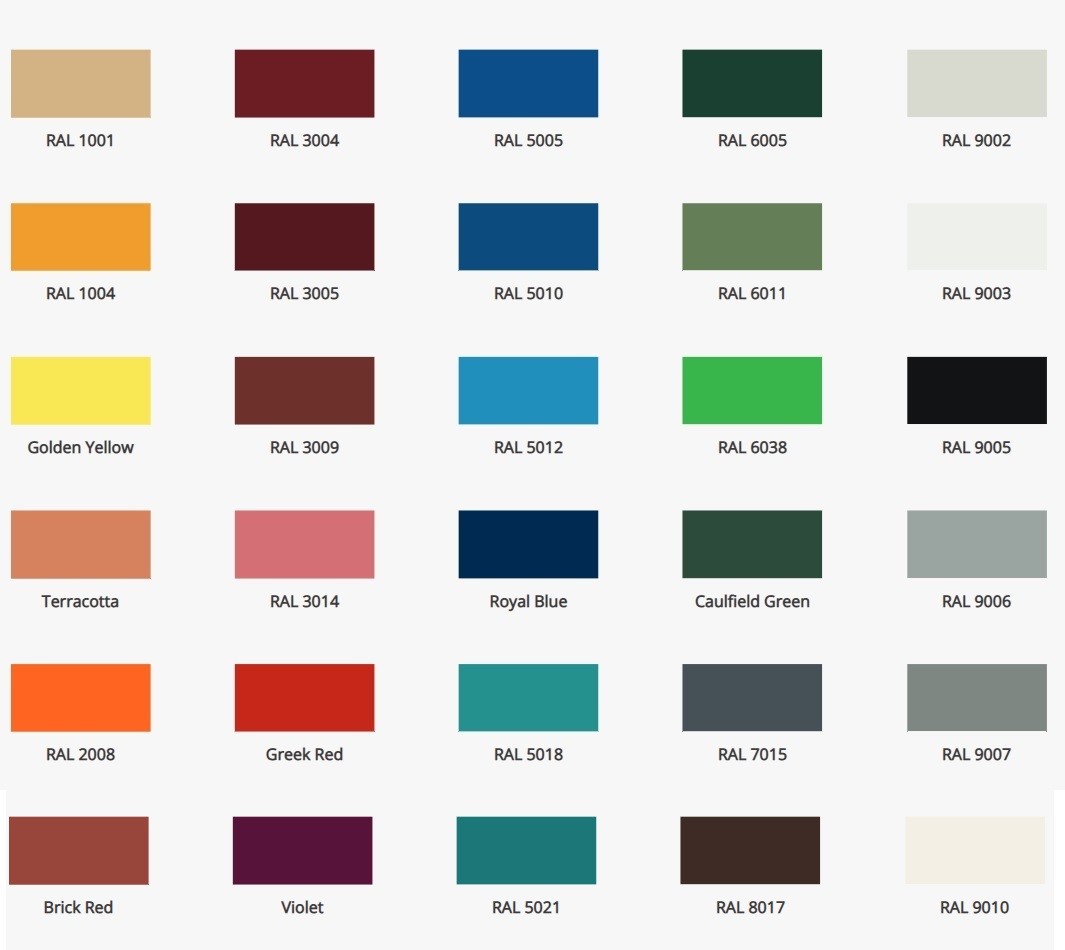 RAL 1001
RAL 3004
RAL 5005
RAL 6005
RAL 9002
RAL 1004
RAL 3005
RAL 5010
RAL 6011
RAL 9003
Golden Yellow
RAL 3009
RAL 5012
RAL 6038
RAL 9005
Terracotta
RAL 3014
Royal Blue
Caulfield Green
RAL 9006
RAL 2008
Greek Red
RAL 5018
RAL 7015
RAL 9007
Brick Red
Violet
RAL 5021
RAL 8017
RAL 9010